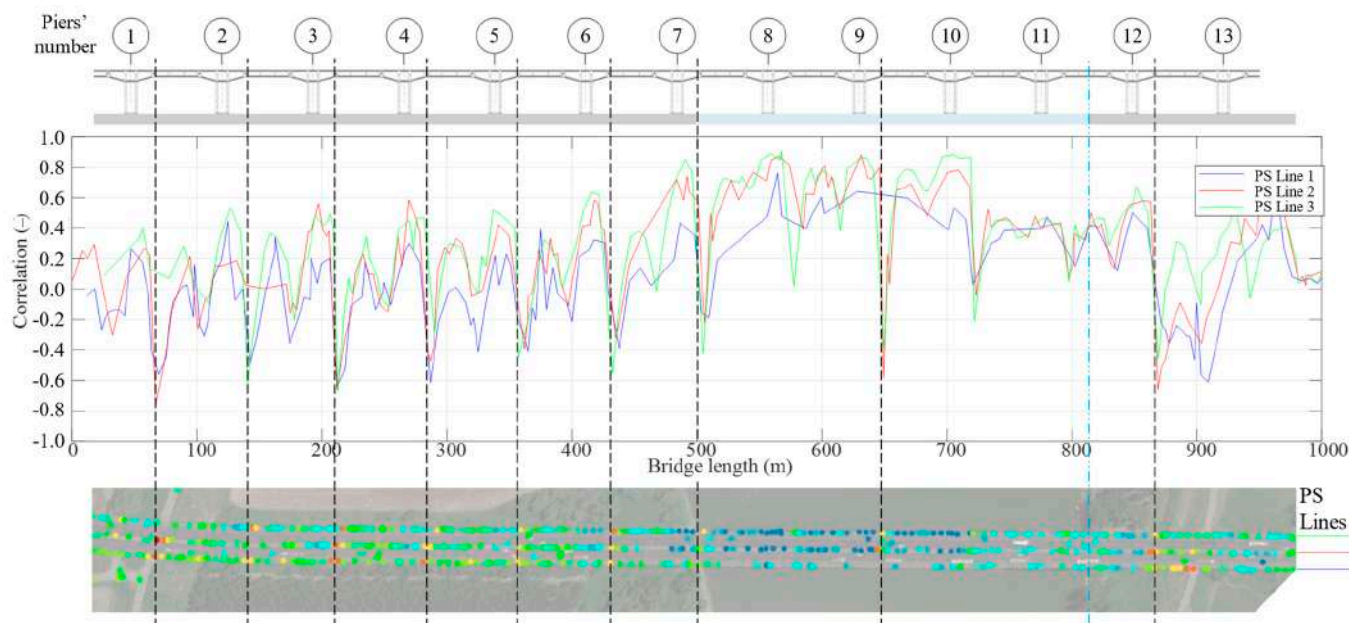 Piers' number
1 2 3 4 5 6 7 8 9 10 11 12 13
1.0
0.8
0.6
0.4
0.2
0.0
-0.2
-0.4
-0.6
-0.8
-1.0
Correlation (-)
PS Line 1
PS Line 2
PS Line 3
0 100 200 300 400 500 600 700 800 900 1000
Bridge length (m)
PS
Lines